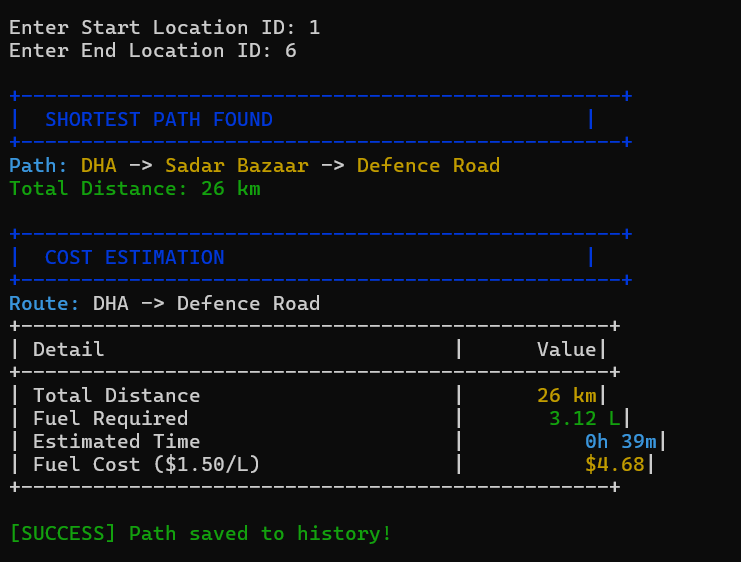 Enter Start Location ID: 1
Enter End Location ID: 6
+--------------------------------------------------+
|  SHORTEST PATH FOUND                          |
+--------------------------------------------------+
Path: DHA -> Sadar Bazaar -> Defence Road
Total Distance: 26 km
+--------------------------------------------------+
|  COST ESTIMATION                              |
+--------------------------------------------------+
Route: DHA -> Defence Road
+-------------------------------------------------+
| Detail                             |      Value|
+-------------------------------------------------+
| Total Distance                     |      26 km|
| Fuel Required                      |       3.12 L|
| Estimated Time                     |          0h 39m|
| Fuel Cost ($1.50/L)                |          $4.68|
+-------------------------------------------------+
[SUCCESS] Path saved to history!